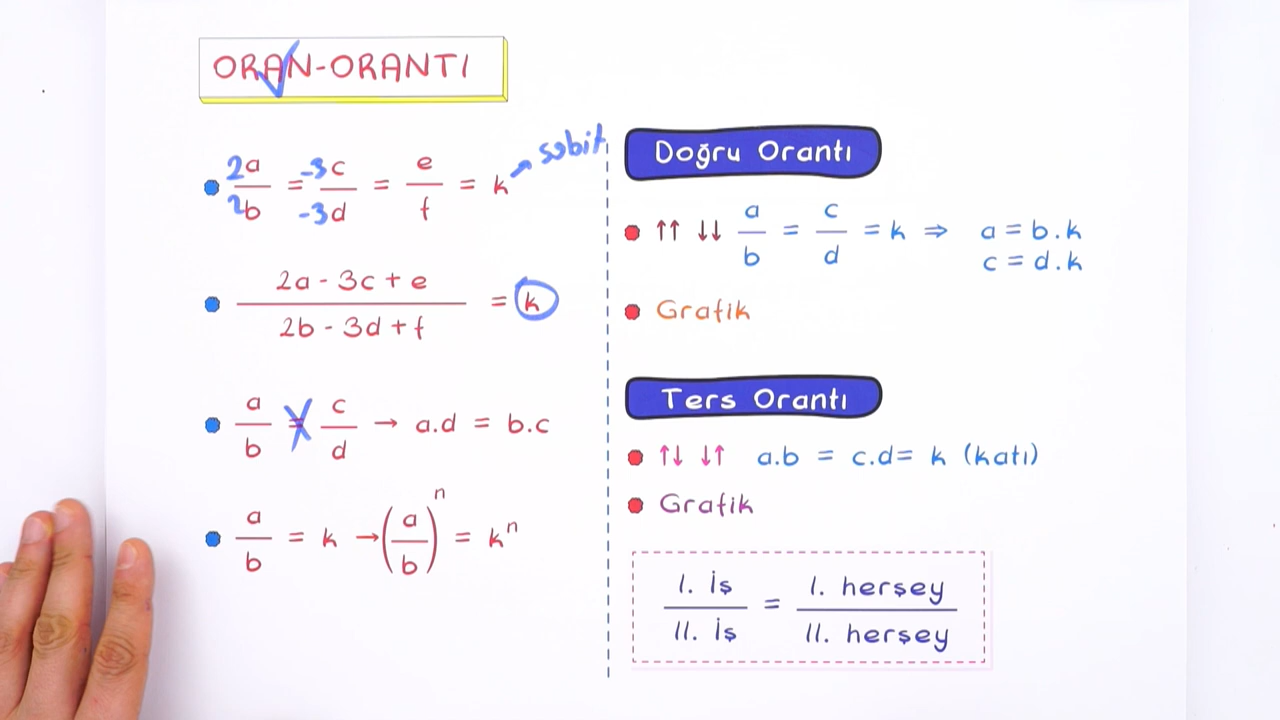 ORAN-ORANTI
2a/2b = -3c/-3d = e/f = k → sabit
2a - 3c + e / 2b - 3d + f = k
a/b = c/d → a.d = b.c
a/b = k → (a/b)ⁿ = kⁿ
Doğru Orantı
↑↑ ↓↓ a/b = c/d = k ⇒ a = b.k
c = d.k
Grafik
Ters Orantı
↑↓ ↓↑ a.b = c.d= k (katı)
Grafik
I. İş / II. İş = I. herşey / II. herşey